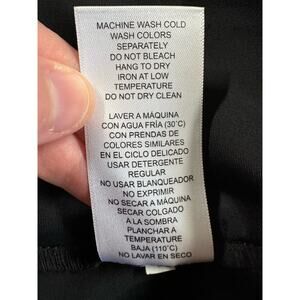 MACHINE WASH COLD
WASH COLORS
SEPARATELY
DO NOT BLEACH
HANG TO DRY
IRON AT LOW
TEMPERATURE
DO NOT DRY CLEAN
LAVER A MÁQUINA
CON AGUA FRÍA (30°C)
CON PRENDAS DE
COLORES SIMILARES
EN EL CICLO DELICADO
USAR DETERGENTE
REGULAR
NO USAR BLANQUEADOR
NO EXPRIMIR
NO SECAR A MÁQUINA
SECAR COLGADO
A LA SOMBRA
PLANCHAR A
TEMPERATURE
BAJA (110°C)
NO LAVAR EN SECO